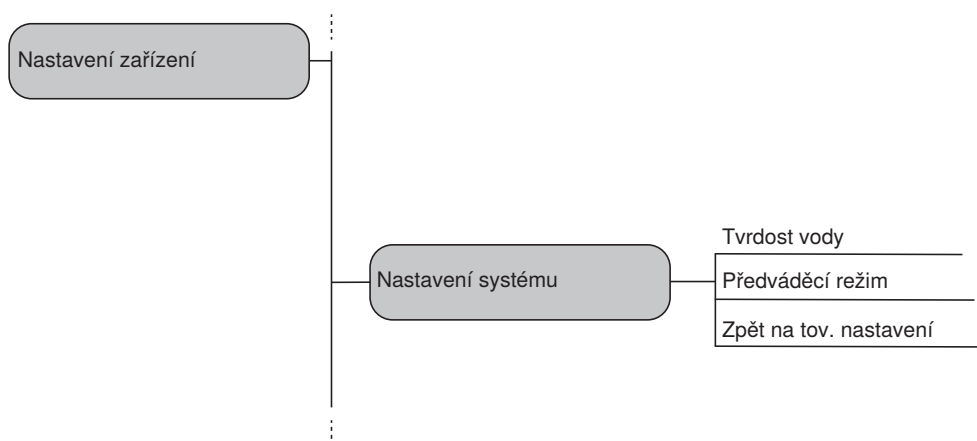 Nastavení zařízení
Nastavení systému
Tvrdost vody
Předváděcí režim
Zpět na tov. nastavení